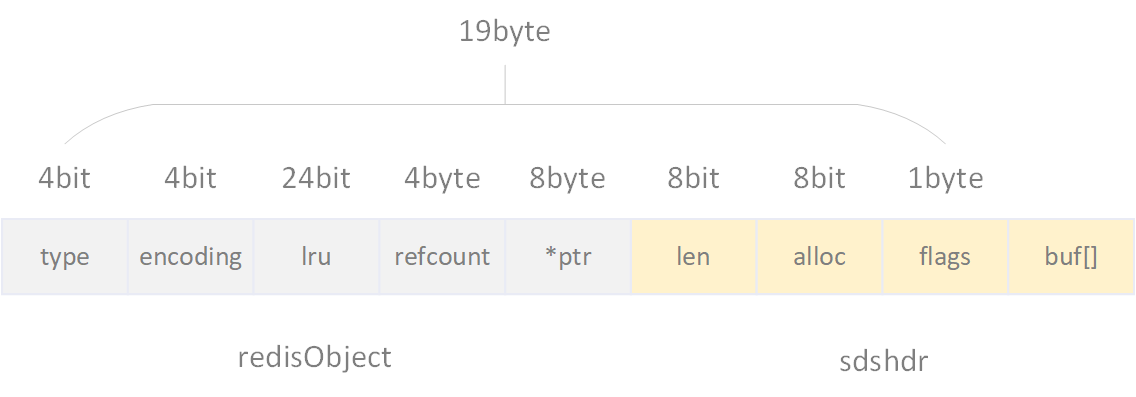 19byte
4bit 4bit 24bit 4byte 8byte 8bit 8bit 1byte
type encoding lru refcount *ptr len alloc flags buf[]
redisObject sdshdr